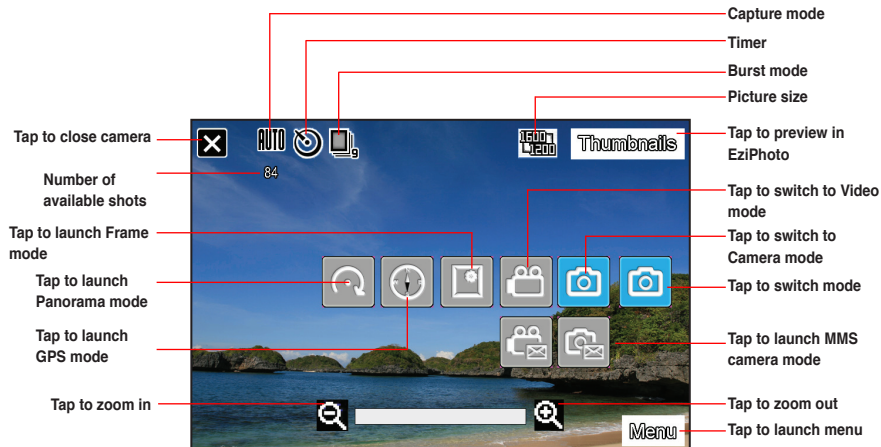 Capture mode
Timer
Burst mode
Picture size
Tap to close camera
AUTO
9
1600
1200
Thumbnails
Tap to preview in
EziPhoto
Number of
available shots
84
Tap to switch to Video
mode
Tap to launch Frame
mode
Tap to switch to
Camera mode
Tap to launch
Panorama mode
Tap to switch mode
Tap to launch
GPS mode
Tap to launch MMS
camera mode
Tap to zoom in
Tap to zoom out
Menu
Tap to launch menu